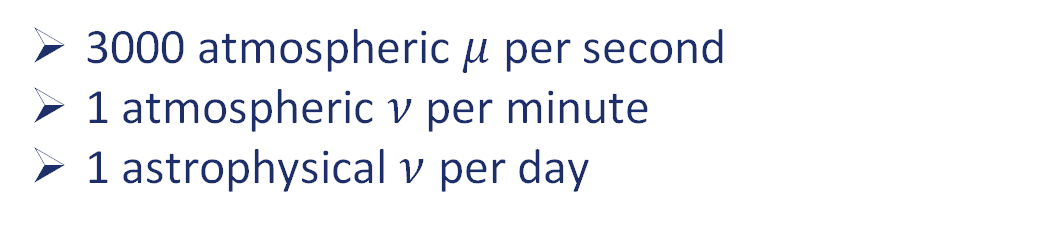 ➢ 3000 atmospheric μ per second
➢ 1 atmospheric ν per minute
➢ 1 astrophysical ν per day